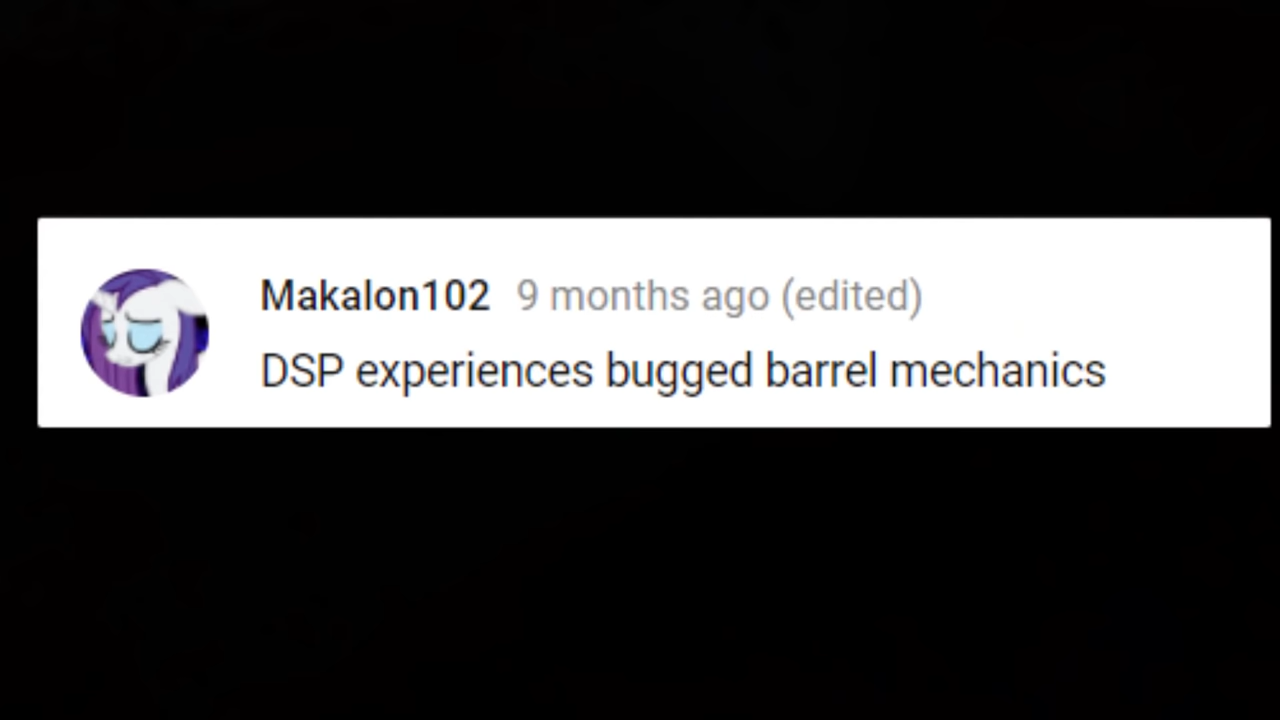 Makalon102 9 months ago (edited)
DSP experiences bugged barrel mechanics